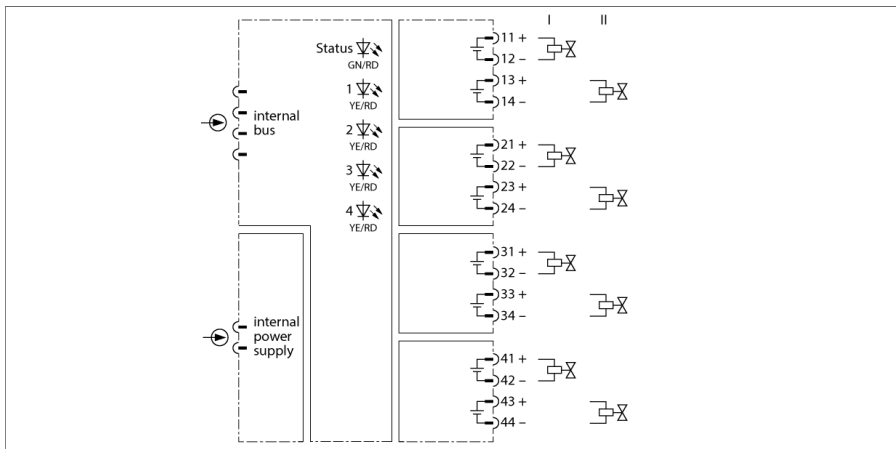 I II
Status
GN/RD
1
YE/RD
2
YE/RD
3
YE/RD
4
YE/RD
internal
bus
internal
power
supply
11 +
12 –
13 +
14 –
21 +
22 –
23 +
24 –
31 +
32 –
33 +
34 –
41 +
42 –
43 +
44 –